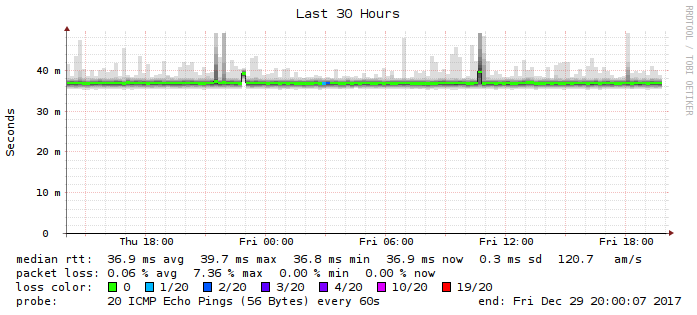 Last 30 Hours
RRDTOOL / TOBI OETIKER
Seconds
40 m
30 m
20 m
10 m
0
Thu 18:00 Fri 00:00 Fri 06:00 Fri 12:00 Fri 18:00
median rtt: 36.9 ms avg 39.7 ms max 36.8 ms min 36.9 ms now 0.3 ms sd 120.7 am/s
packet loss: 0.06 % avg 7.36 % max 0.00 % min 0.00 % now
loss color: 0 1/20 2/20 3/20 4/20 10/20 19/20
probe: 20 ICMP Echo Pings (56 Bytes) every 60s end: Fri Dec 29 20:00:07 2017